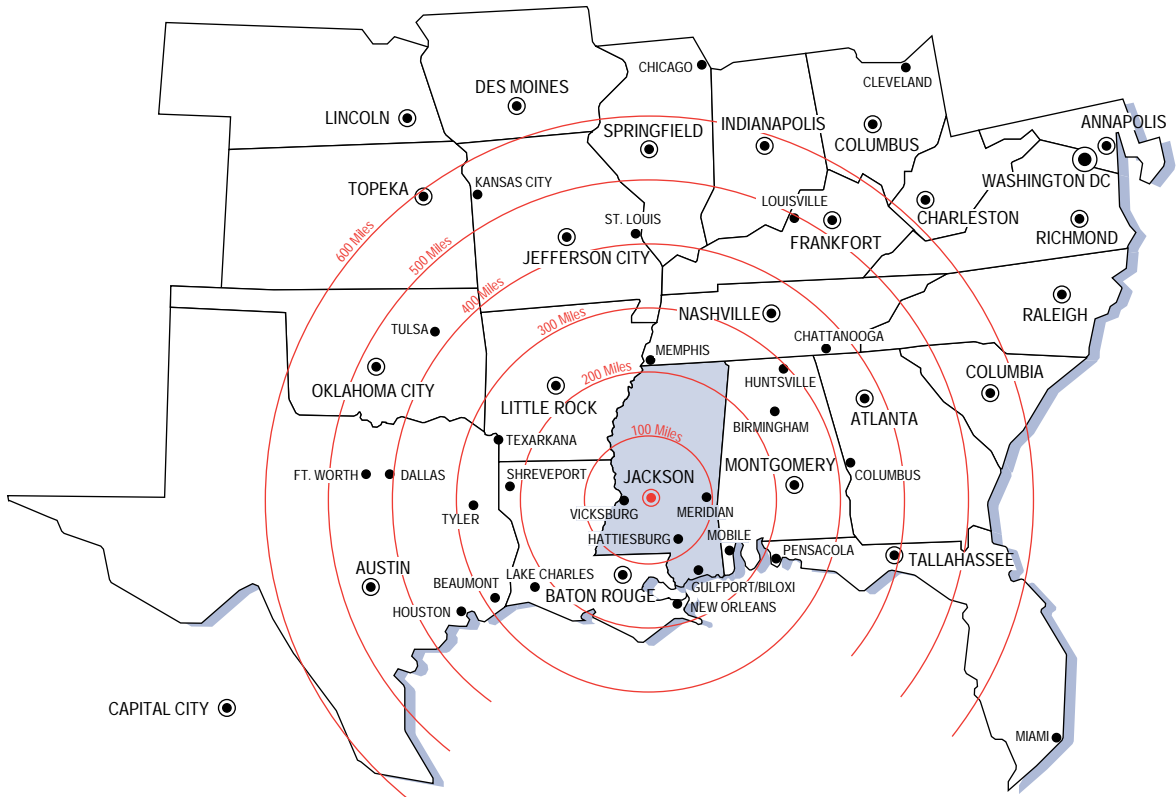 CHICAGO
CLEVELAND
DES MOINES
LINCOLN
SPRINGFIELD
INDIANAPOLIS
COLUMBUS
ANNAPOLIS
WASHINGTON DC
TOPEKA
KANSAS CITY
LOUISVILLE
CHARLESTON
ST. LOUIS
FRANKFORT
RICHMOND
600 Miles
500 Miles
JEFFERSON CITY
400 Miles
300 Miles
NASHVILLE
RALEIGH
TULSA
CHATTANOOGA
MEMPHIS
200 Miles
OKLAHOMA CITY
HUNTSVILLE
COLUMBIA
LITTLE ROCK
ATLANTA
BIRMINGHAM
100 Miles
TEXARKANA
FT. WORTH
DALLAS
SHREVEPORT
JACKSON
MONTGOMERY
COLUMBUS
TYLER
VICKSBURG
MERIDIAN
HATTIESBURG
MOBILE
PENSACOLA
TALLAHASSEE
AUSTIN
BEAUMONT
LAKE CHARLES
BATON ROUGE
GULFPORT/BILOXI
HOUSTON
NEW ORLEANS
CAPITAL CITY
MIAMI